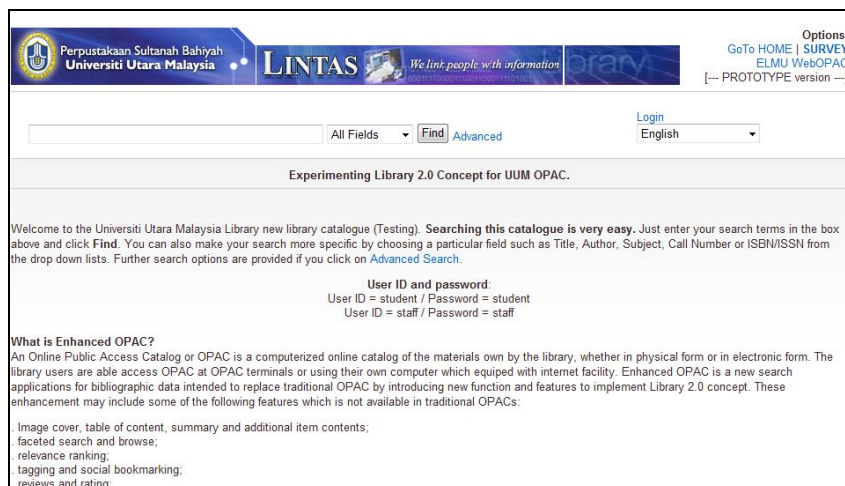 Perpustakaan Sultanah Bahiyah
Universiti Utara Malaysia
LINTAS
We link people with information
Library
Options
GoTo HOME | SURVEY
ELMU WebOPAC
[--- PROTOTYPE version ---
All Fields
Find
Advanced
Login
English
Experimenting Library 2.0 Concept for UUM OPAC.
Welcome to the Universiti Utara Malaysia Library new library catalogue (Testing). Searching this catalogue is very easy. Just enter your search terms in the box
above and click Find. You can also make your search more specific by choosing a particular field such as Title, Author, Subject, Call Number or ISBN/ISSN from
the drop down lists. Further search options are provided if you click on Advanced Search.
User ID and password:
User ID = student / Password = student
User ID = staff / Password = staff
What is Enhanced OPAC?
An Online Public Access Catalog or OPAC is a computerized online catalog of the materials own by the library, whether in physical form or in electronic form. The
library users are able access OPAC at OPAC terminals or using their own computer which equiped with internet facility. Enhanced OPAC is a new search
applications for bibliographic data intended to replace traditional OPAC by introducing new function and features to implement Library 2.0 concept. These
enhancement may include some of the following features which is not available in traditional OPACs:
. Image cover, table of content, summary and additional item contents;
. faceted search and browse;
. relevance ranking;
. tagging and social bookmarking;
. reviews and rating;